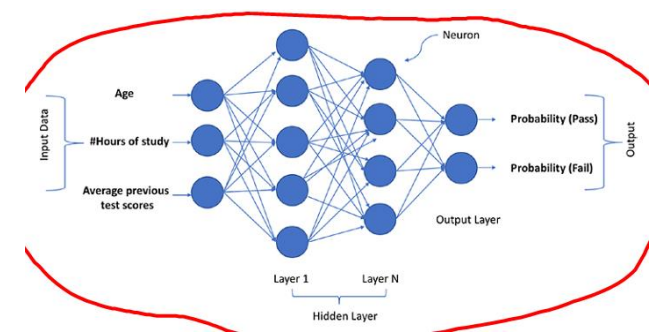 Neuron
Age
Input Data
#Hours of study
Average previous
test scores
Probability (Pass)
Probability (Fail)
Output
Output Layer
Layer 1
Layer N
Hidden Layer